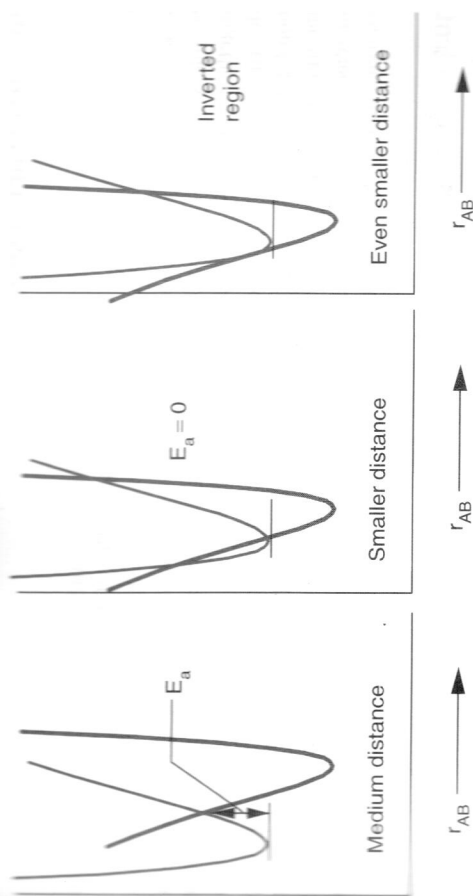 E_a
Medium distance
r_AB
E_a = 0
Smaller distance
r_AB
Inverted
region
Even smaller distance
r_AB